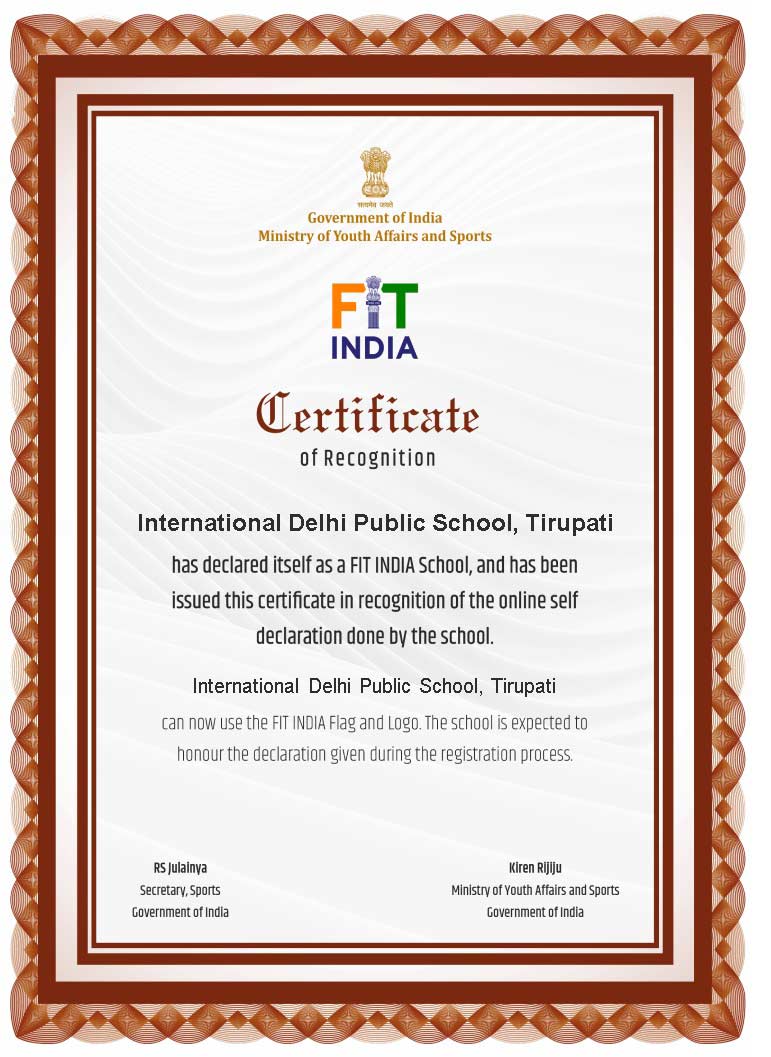 सत्यमेव जयते
Government of India
Ministry of Youth Affairs and Sports
FIT
INDIA
Certificate
of Recognition
International Delhi Public School, Tirupati
has declared itself as a FIT INDIA School, and has been
issued this certificate in recognition of the online self
declaration done by the school.
International Delhi Public School, Tirupati
can now use the FIT INDIA Flag and Logo. The school is expected to
honour the declaration given during the registration process.
RS Julainya
Secretary, Sports
Government of India
Kiren Rijiju
Ministry of Youth Affairs and Sports
Government of India